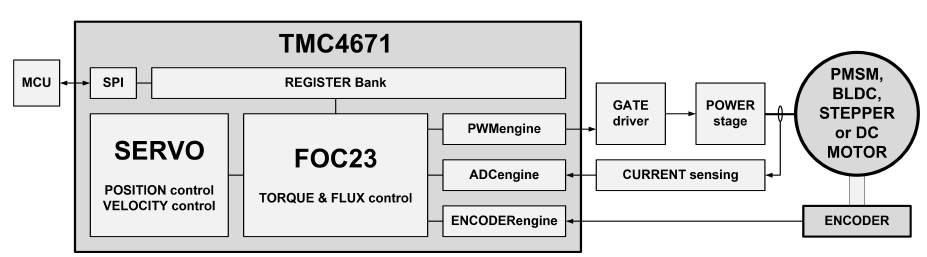 TMC4671
MCU
SPI
REGISTER Bank
SERVO
POSITION control
VELOCITY control
FOC23
TORQUE & FLUX control
PWMengine
ADCengine
ENCODERengine
GATE
driver
POWER
stage
CURRENT sensing
PMSM,
BLDC,
STEPPER
or DC
MOTOR
ENCODER